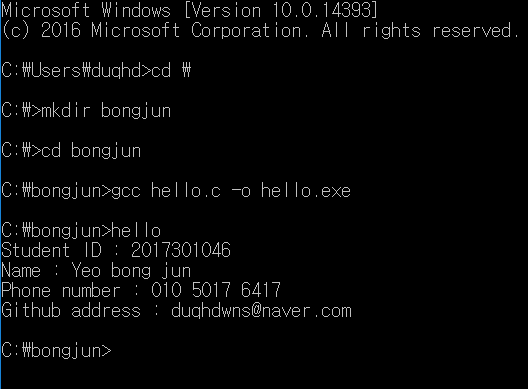 Microsoft Windows [Version 10.0.14393]
(c) 2016 Microsoft Corporation. All rights reserved.
C:₩Users₩duqhd>cd ₩
C:₩>mkdir bongjun
C:₩>cd bongjun
C:₩bongjun>gcc hello.c -o hello.exe
C:₩bongjun>hello
Student ID : 2017301046
Name : Yeo bong jun
Phone number : 010 5017 6417
Github address : duqhdwns@naver.com
C:₩bongjun>